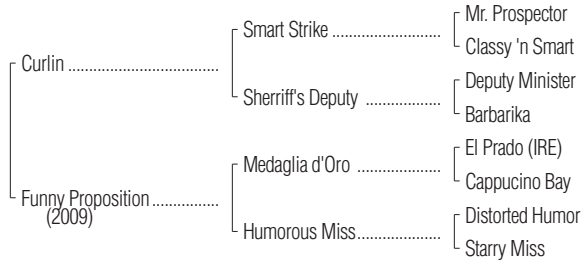 Mr. Prospector
Smart Strike ........................
Classy 'n Smart
Curlin ..................................
Deputy Minister
Sherriff's Deputy .................
Barbarika
El Prado (IRE)
Medaglia d'Oro ...................
Cappucino Bay
Funny Proposition...............
(2009)
Distorted Humor
Humorous Miss...................
Starry Miss